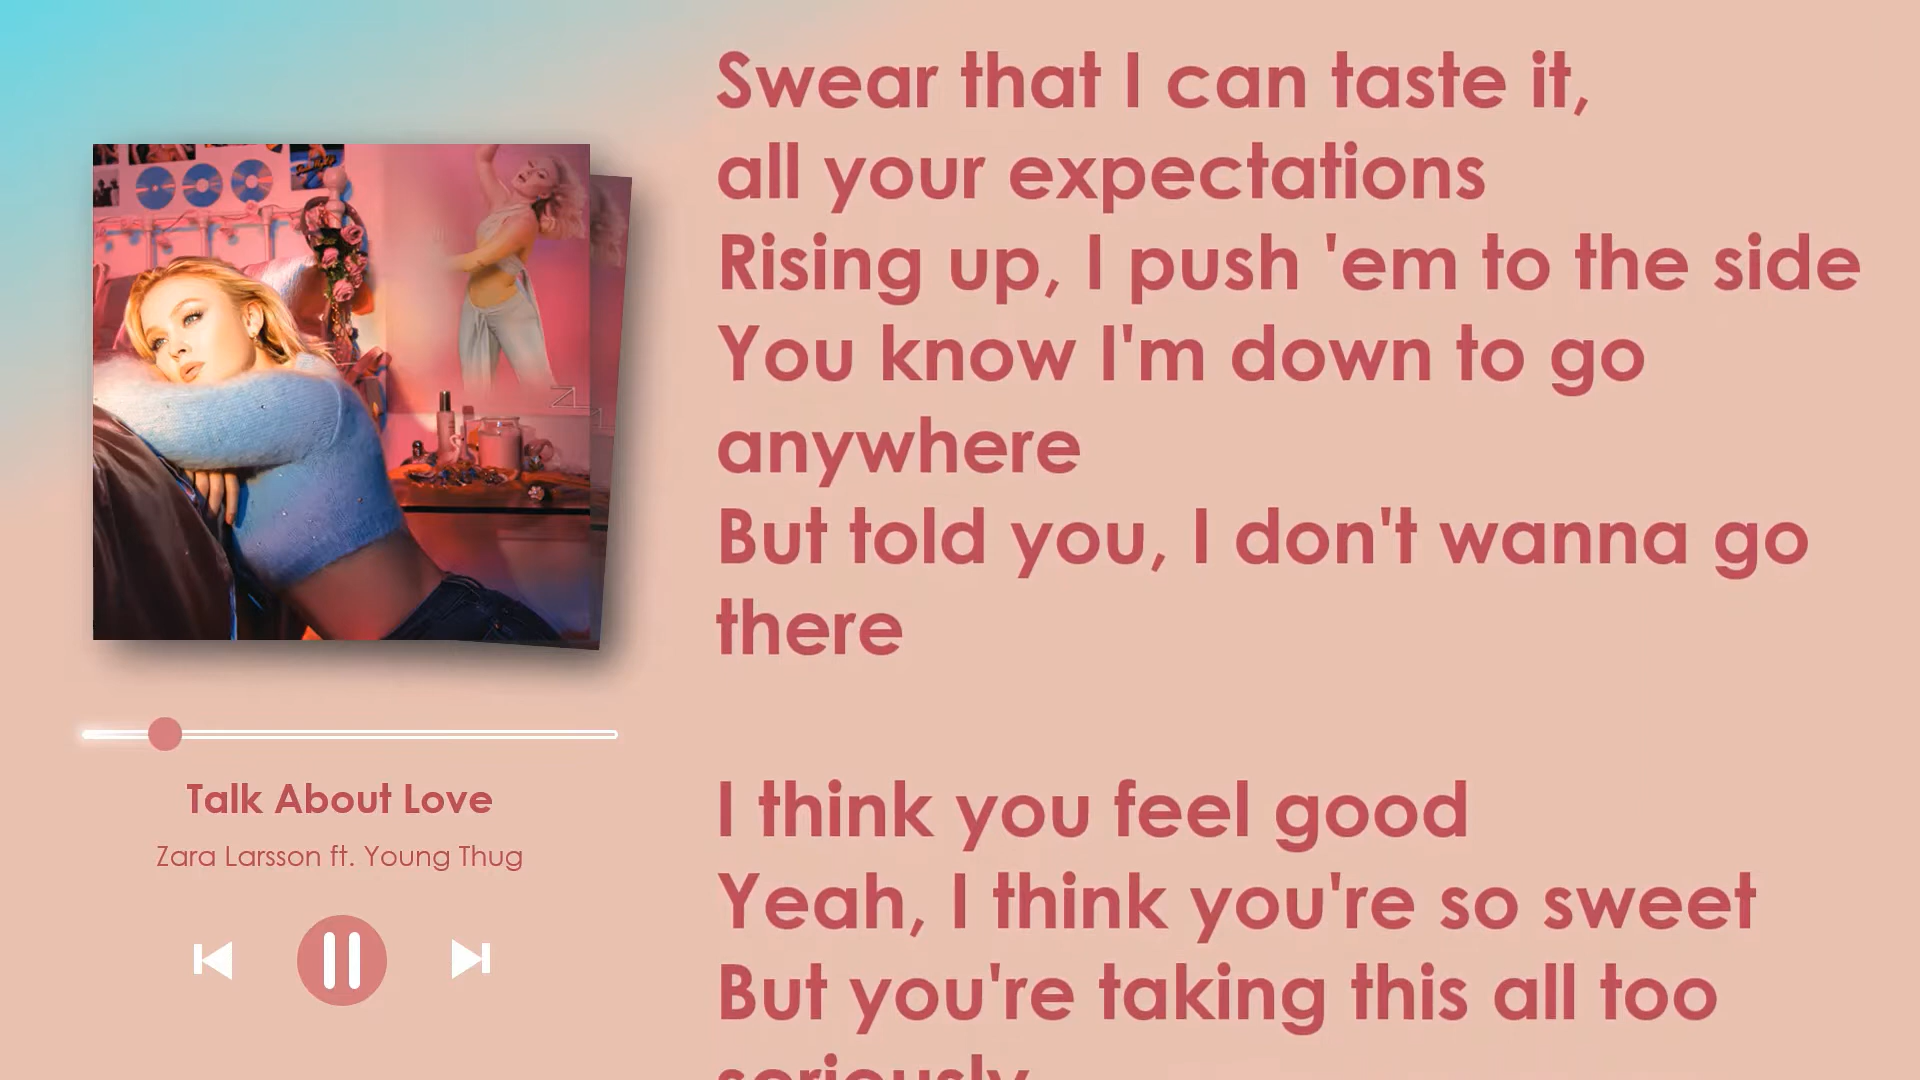 Swear that I can taste it,
all your expectations
Rising up, I push 'em to the side
You know I'm down to go
anywhere
But told you, I don't wanna go
there
I think you feel good
Yeah, I think you're so sweet
But you're taking this all too
seriously
Talk About Love
Zara Larsson ft. Young Thug